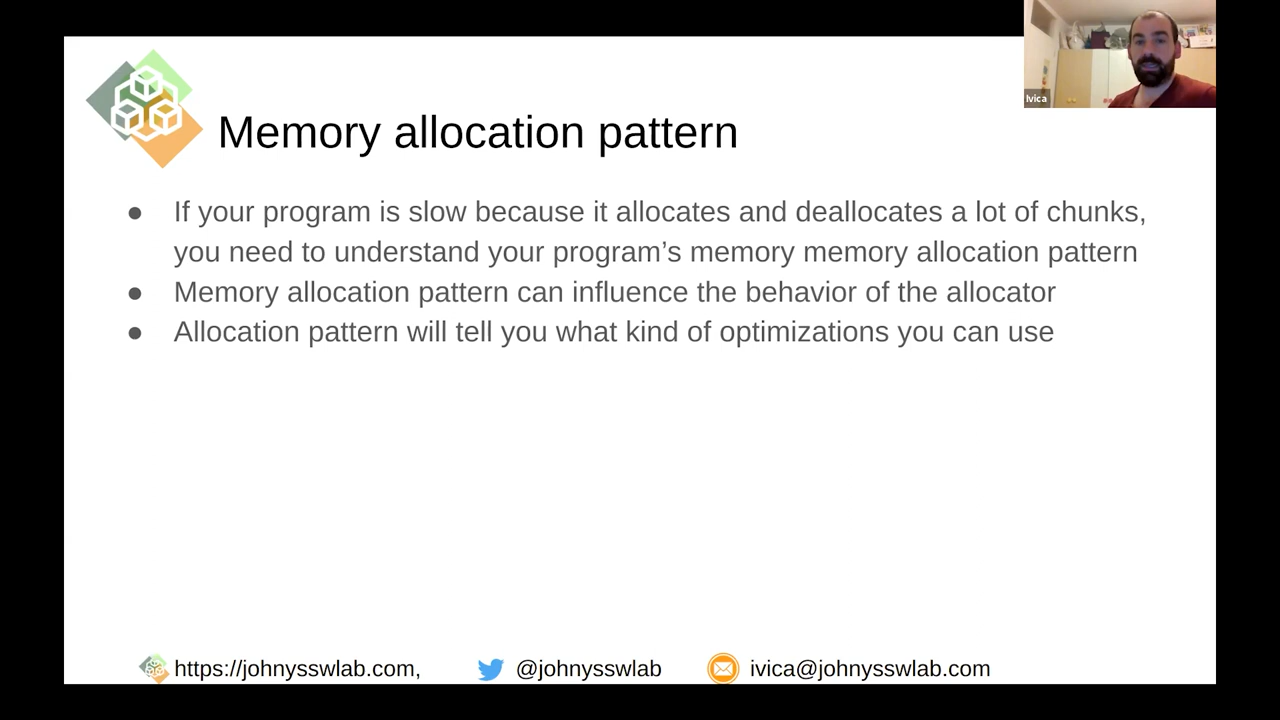 Ivica
Memory allocation pattern
● If your program is slow because it allocates and deallocates a lot of chunks,
you need to understand your program’s memory memory allocation pattern
● Memory allocation pattern can influence the behavior of the allocator
● Allocation pattern will tell you what kind of optimizations you can use
https://johnysswlab.com, @johnysswlab ivica@johnysswlab.com